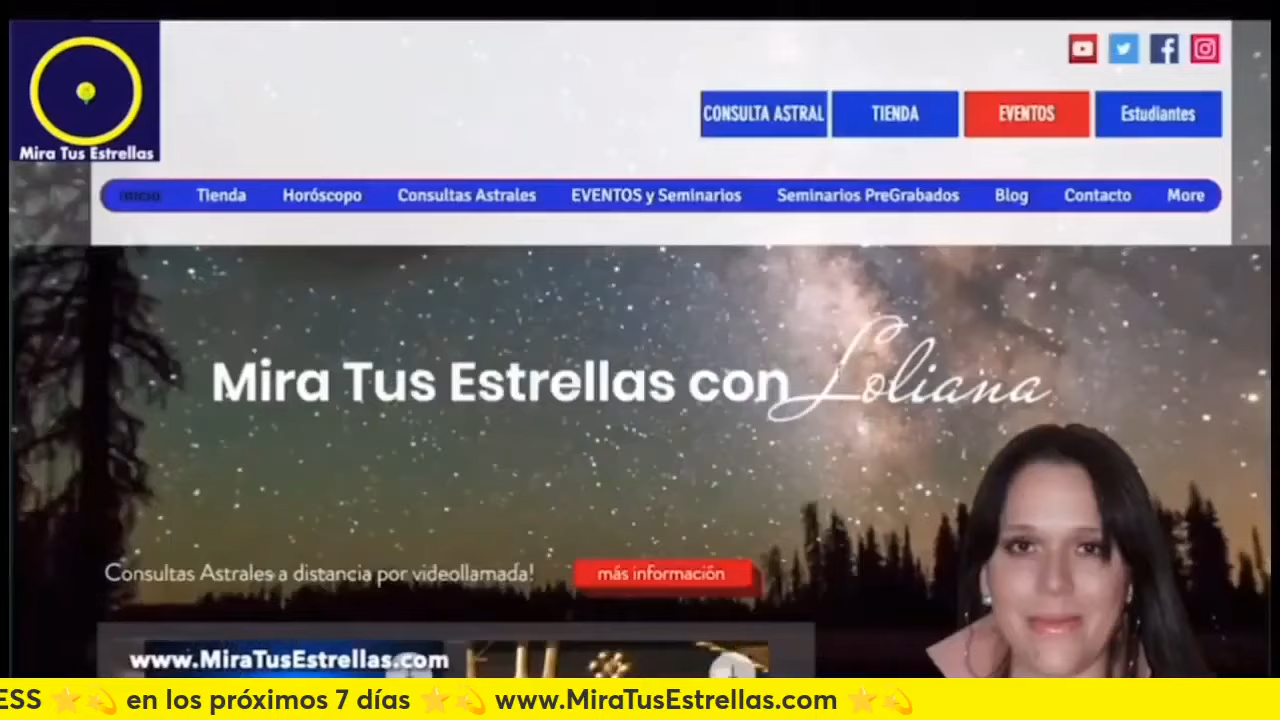 Mira Tus Estrellas
CONSULTA ASTRAL
TIENDA
EVENTOS
Estudiantes
Inicio
Tienda
Horóscopo
Consultas Astrales
EVENTOS y Seminarios
Seminarios PreGrabados
Blog
Contacto
More
Mira Tus Estrellas con Loliana
Consultas Astrales a distancia por videollamada!
más información
www.MiraTusEstrellas.com
ESS ⭐💫 en los próximos 7 días ⭐💫 www.MiraTusEstrellas.com ⭐💫